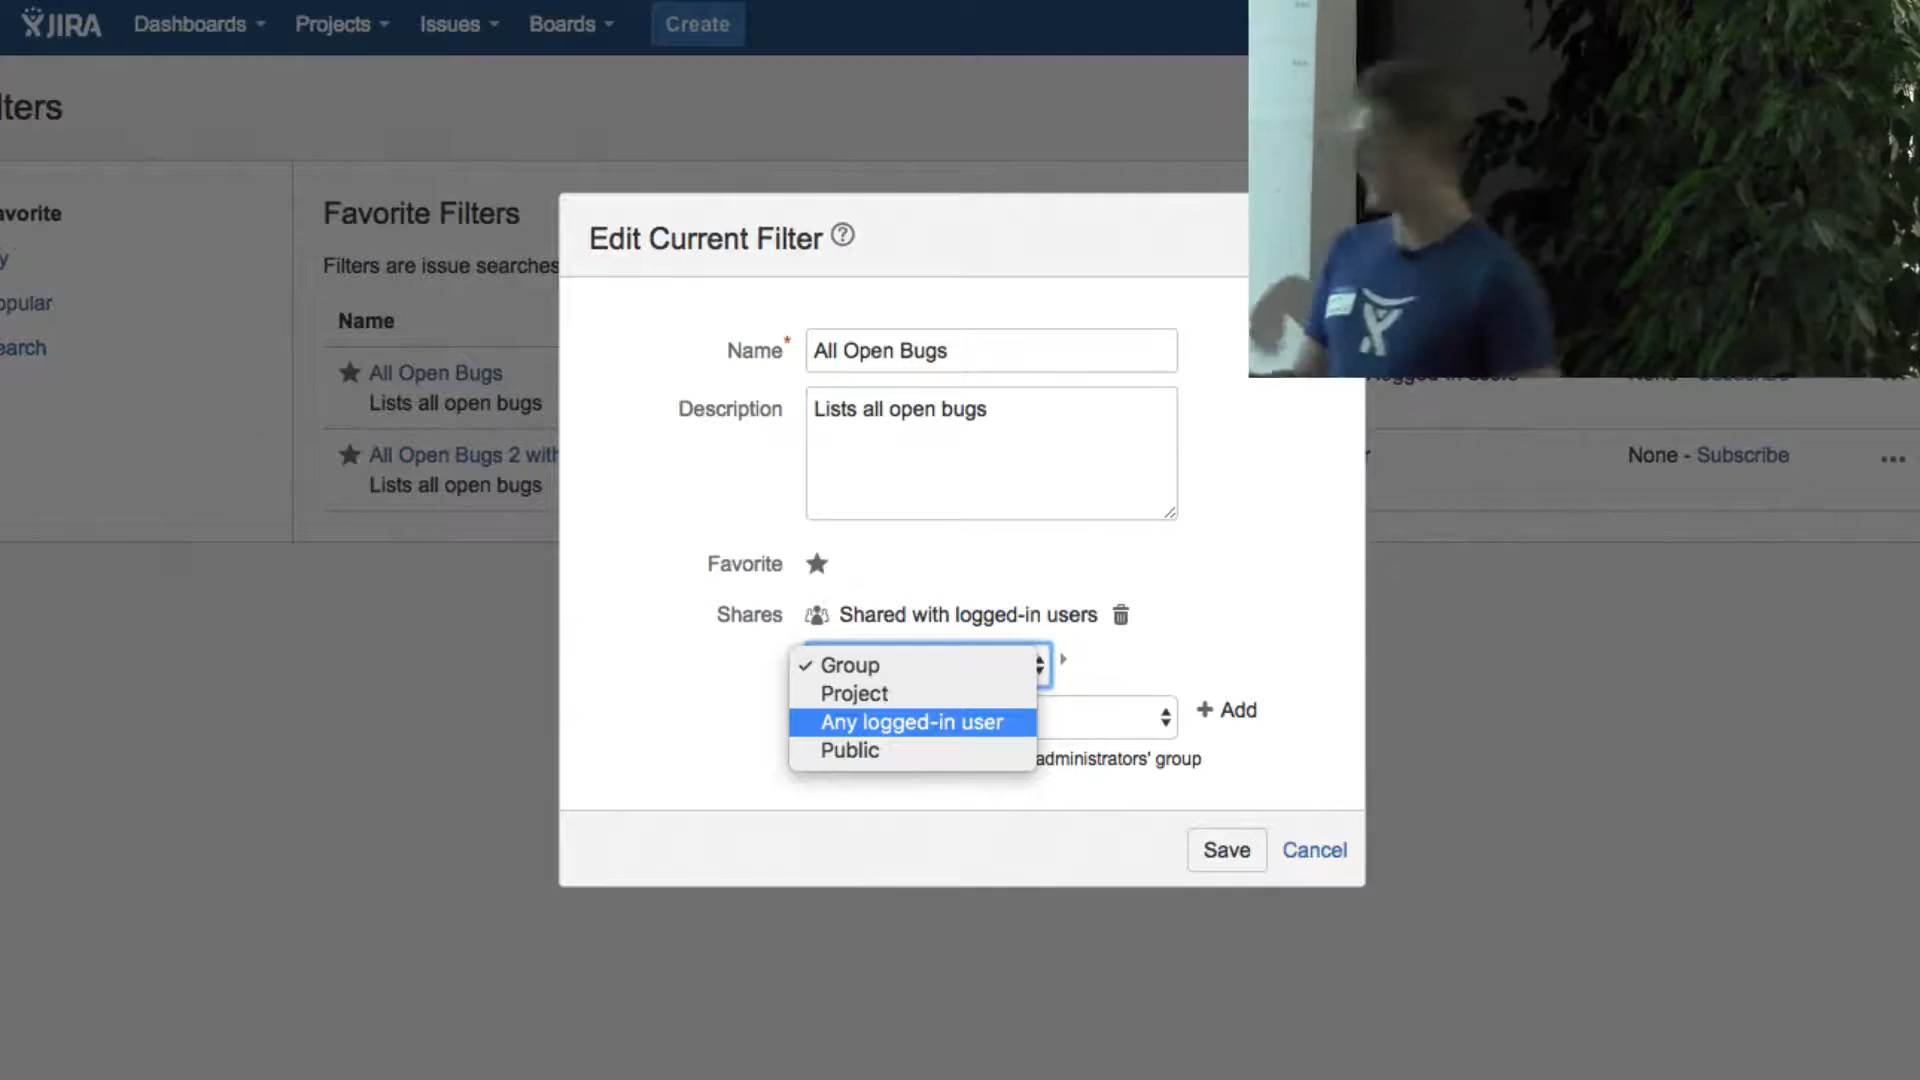 JIRA Dashboards Projects Issues Boards Create
lters
avorite
y
opular
earch
Favorite Filters
Filters are issue searches
Name
All Open Bugs
Lists all open bugs
All Open Bugs 2 with
Lists all open bugs
None - Subscribe
Edit Current Filter
Name*
All Open Bugs
Description
Lists all open bugs
Favorite
Shares
Shared with logged-in users
Group
Project
Any logged-in user
Public
+ Add
administrators' group
Save Cancel